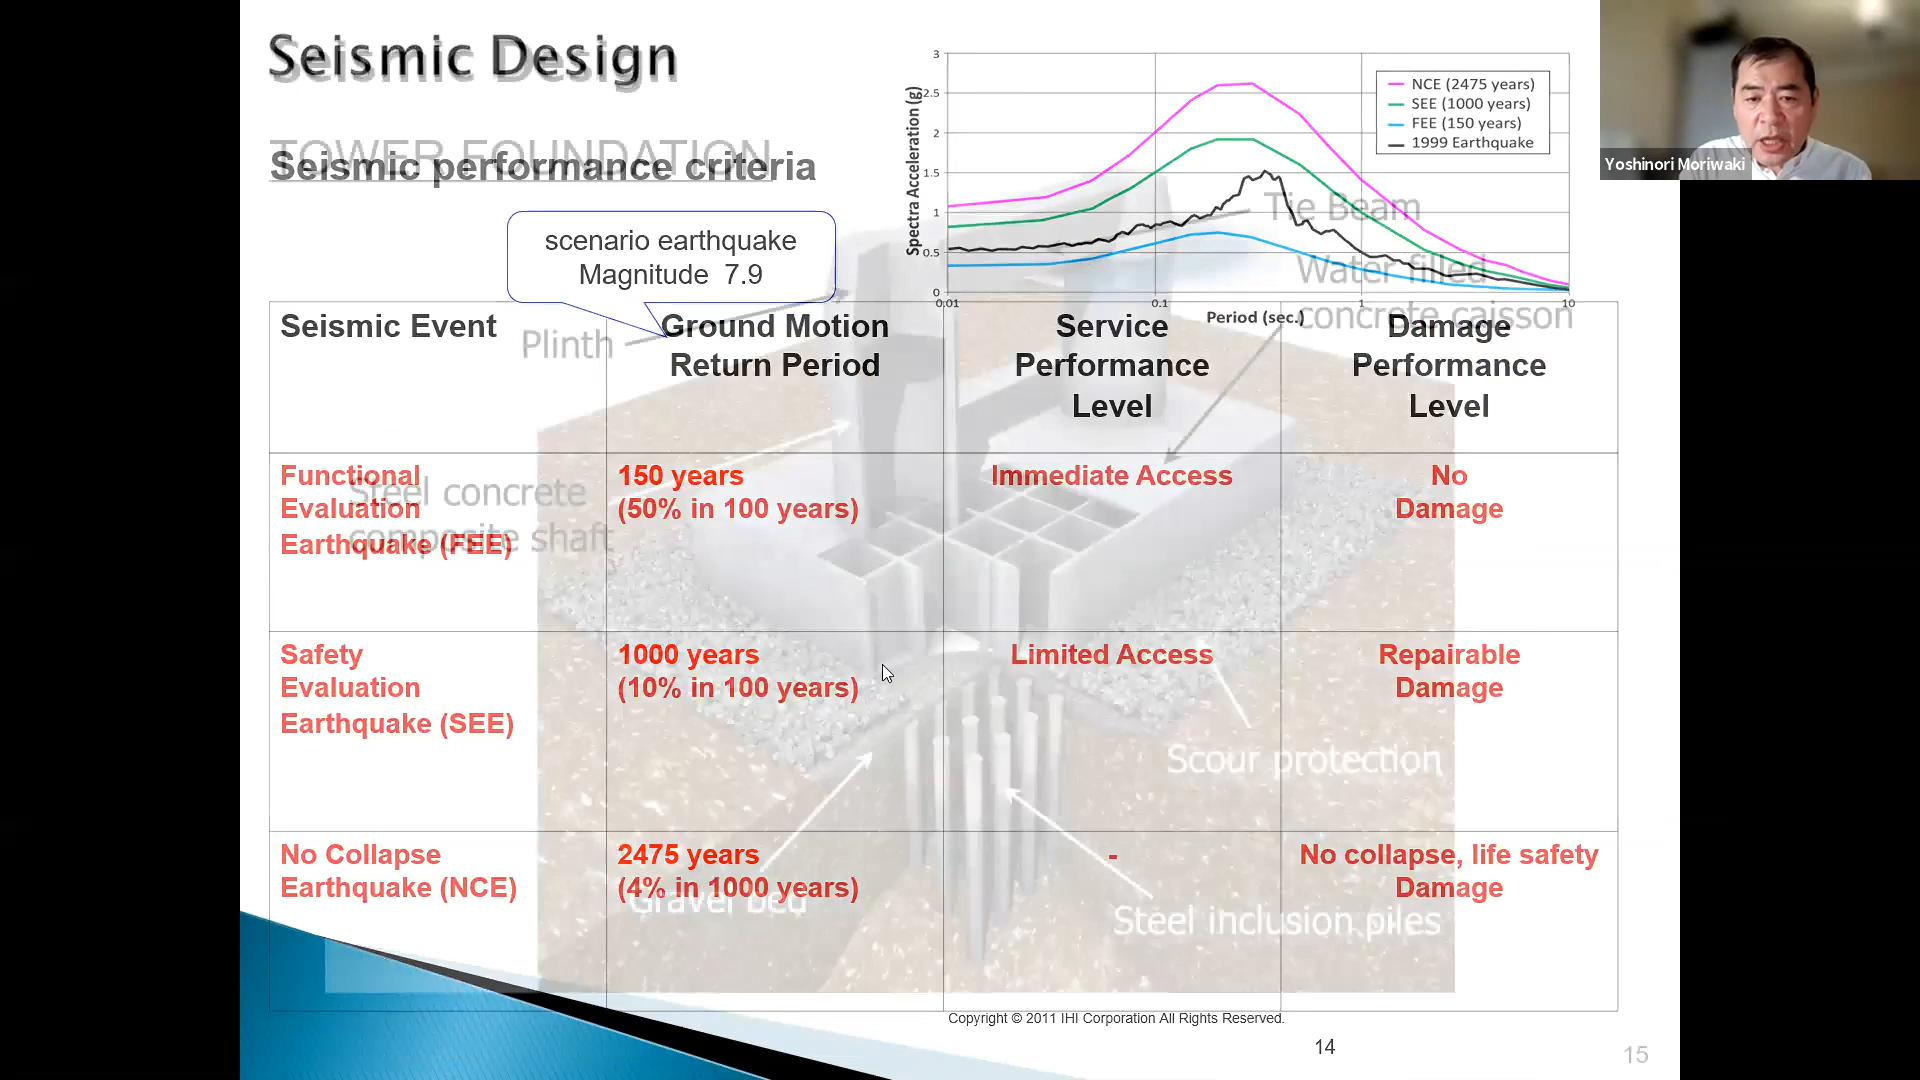 Seismic Design
TOWER FOUNDATION
Seismic performance criteria
scenario earthquake
Magnitude 7.9
Spectra Acceleration (g)
3
2.5
2
1.5
1
0.5
0
0.01
0.1
1
10
Period (sec.)
NCE (2475 years)
SEE (1000 years)
FEE (150 years)
1999 Earthquake
Yoshinori Moriwaki
Tie Beam
Water filled
concrete caisson
Plinth
Steel concrete
composite shaft
Scour protection
Gravel bed
Steel inclusion piles
Seismic Event
Ground Motion
Return Period
Service
Performance
Level
Damage
Performance
Level
Functional
Evaluation
Earthquake (FEE)
150 years
(50% in 100 years)
Immediate Access
No
Damage
Safety
Evaluation
Earthquake (SEE)
1000 years
(10% in 100 years)
Limited Access
Repairable
Damage
No Collapse
Earthquake (NCE)
2475 years
(4% in 1000 years)
-
No collapse, life safety
Damage
Copyright © 2011 IHI Corporation All Rights Reserved.
14
15